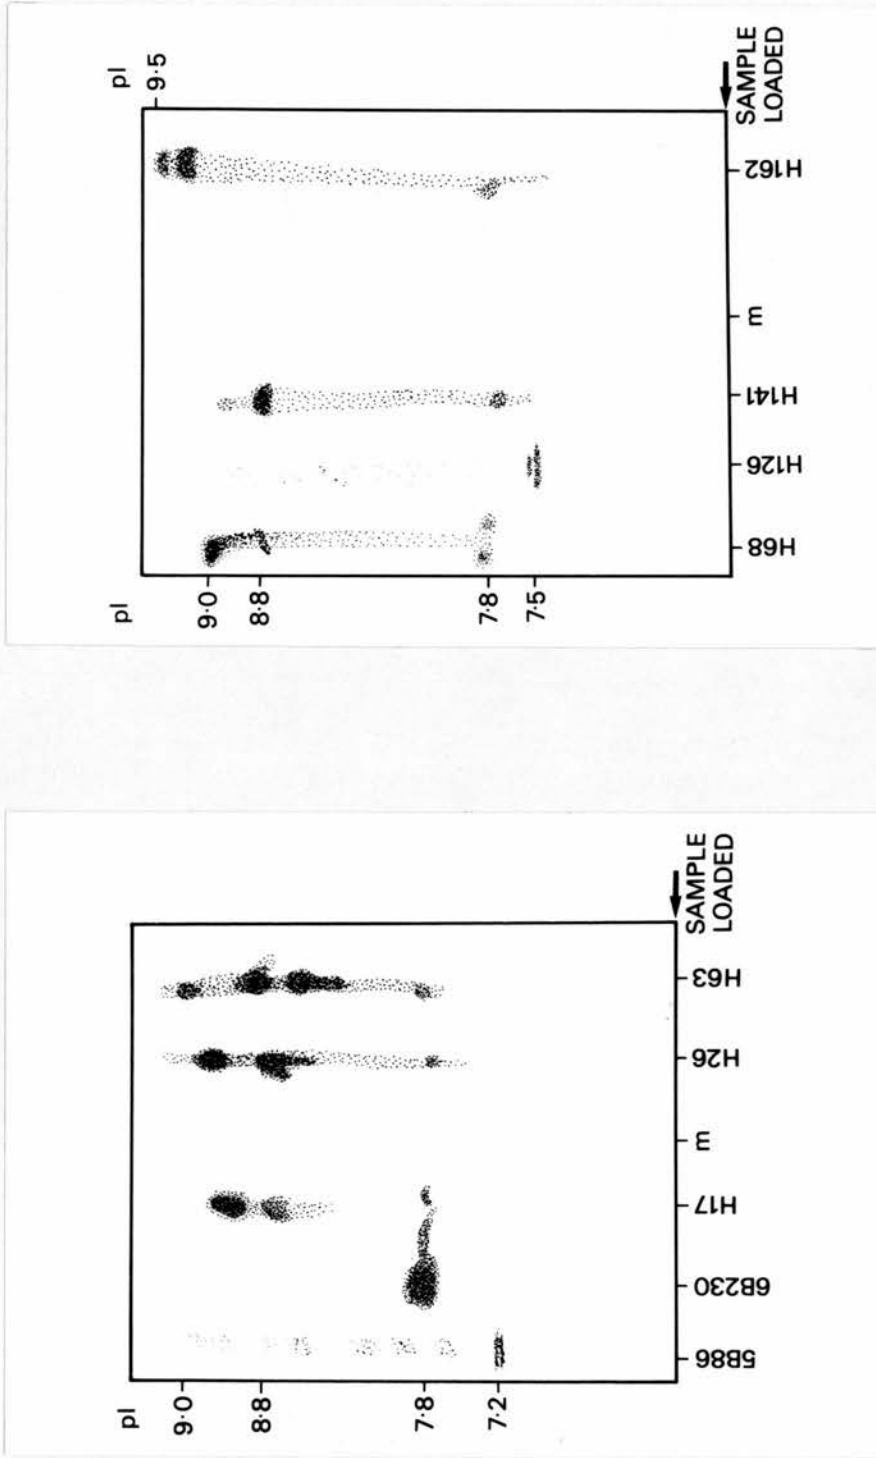 pI
9·5
9·0
8·8
7·8
7·5
pI
H68
H126
H141
m
H162
SAMPLE
LOADED
pI
9·0
8·8
7·8
7·2
5B86
6B230
H17
m
H26
H63
SAMPLE
LOADED